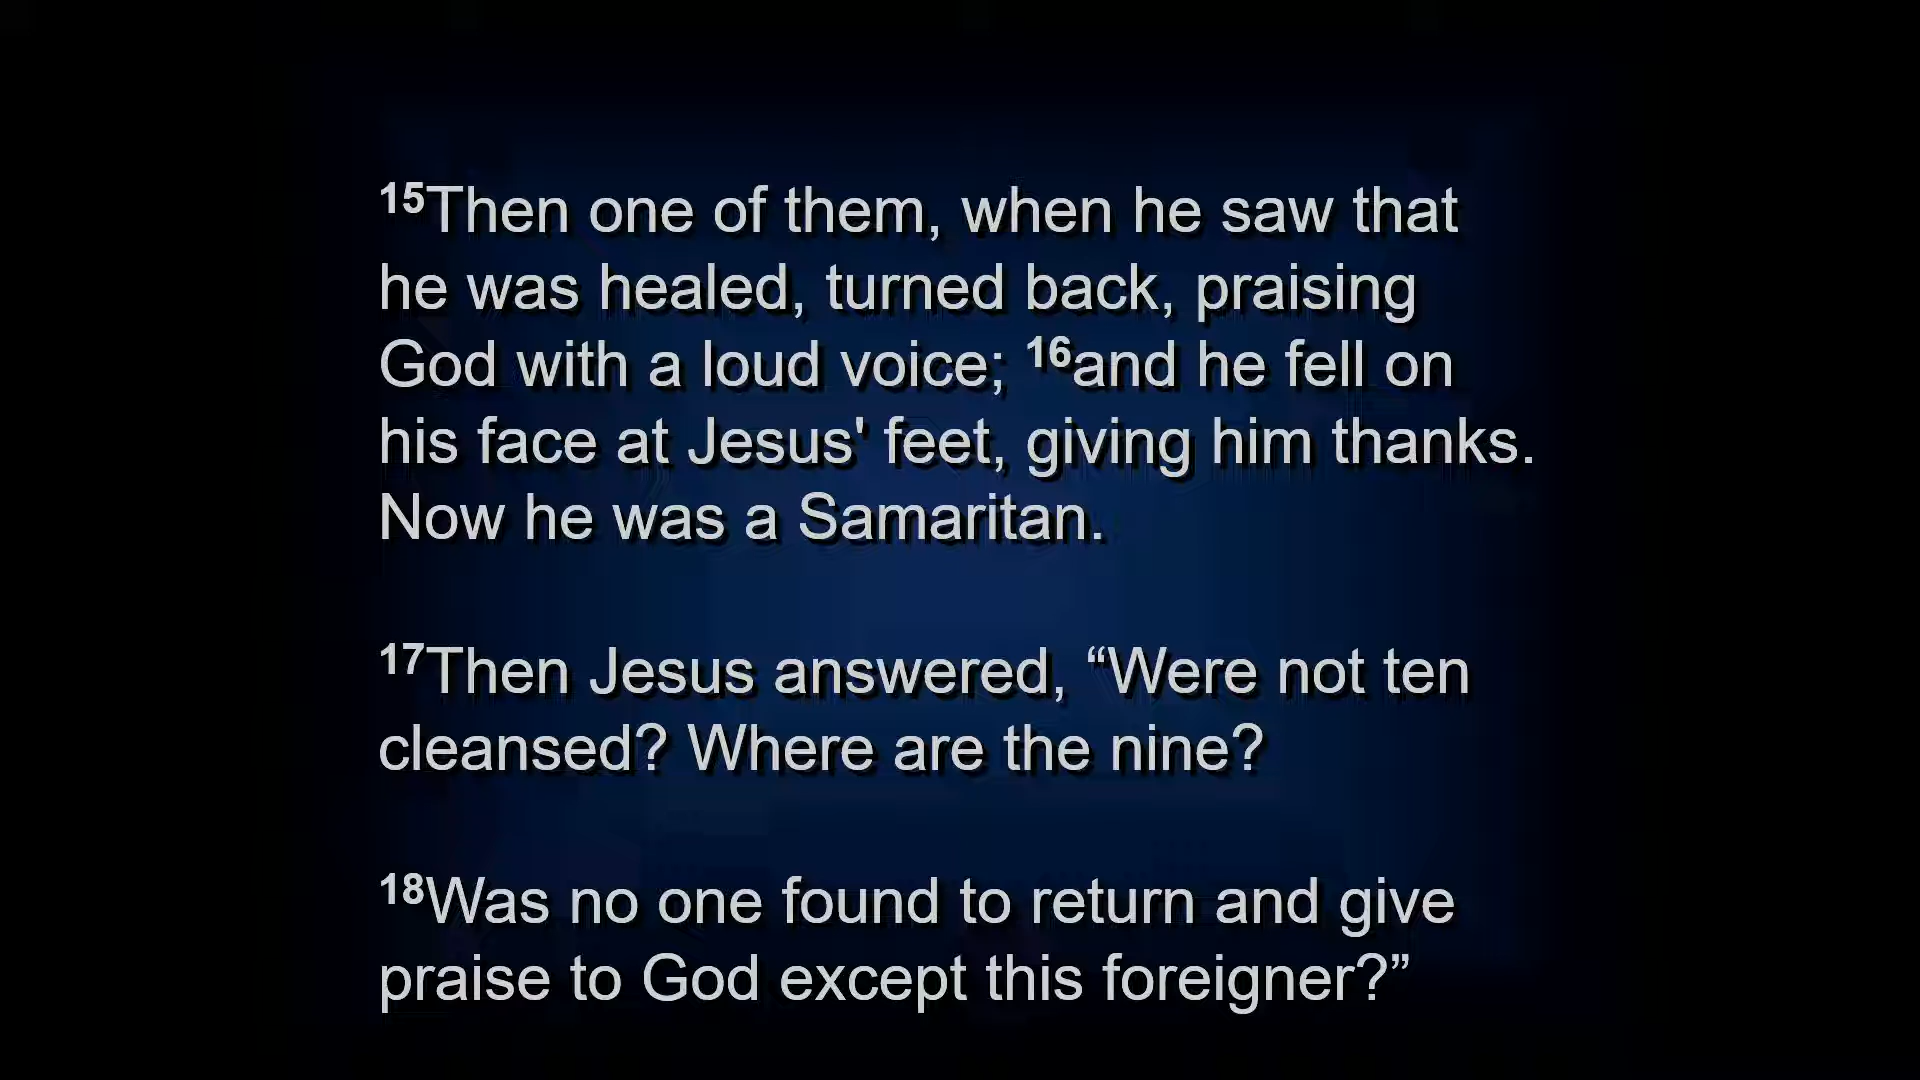 15Then one of them, when he saw that
he was healed, turned back, praising
God with a loud voice; 16and he fell on
his face at Jesus' feet, giving him thanks.
Now he was a Samaritan.
17Then Jesus answered, “Were not ten
cleansed? Where are the nine?
18Was no one found to return and give
praise to God except this foreigner?”